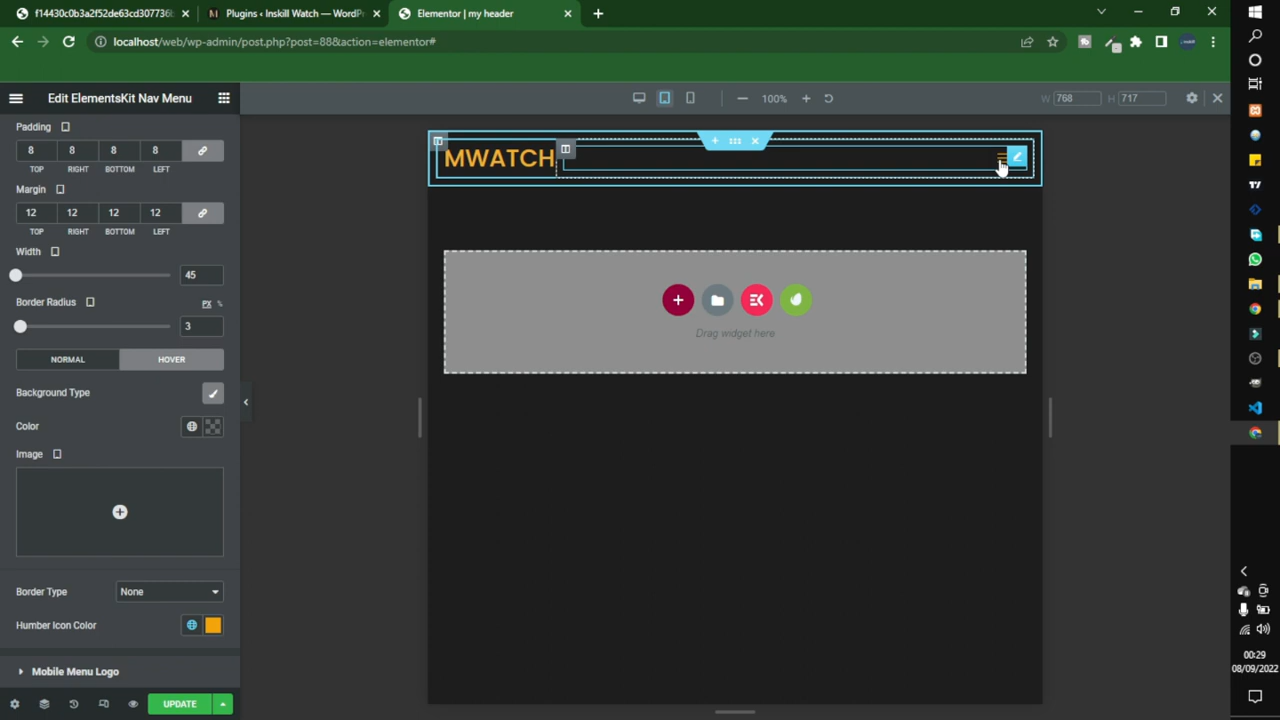 f14430c0b3a2f52de63cd307736
Plugins ‹ Inskill Watch — WordPr
Elementor | my header
localhost/web/wp-admin/post.php?post=88&action=elementor#
Edit ElementsKit Nav Menu
100%
W 768
H 717
Padding
8 8 8 8
TOP RIGHT BOTTOM LEFT
Margin
12 12 12 12
TOP RIGHT BOTTOM LEFT
Width
45
Border Radius
PX %
3
NORMAL HOVER
Background Type
Color
Image
Border Type None
Humber Icon Color
Mobile Menu Logo
UPDATE
MWATCH
Drag widget here
00:29
08/09/2022